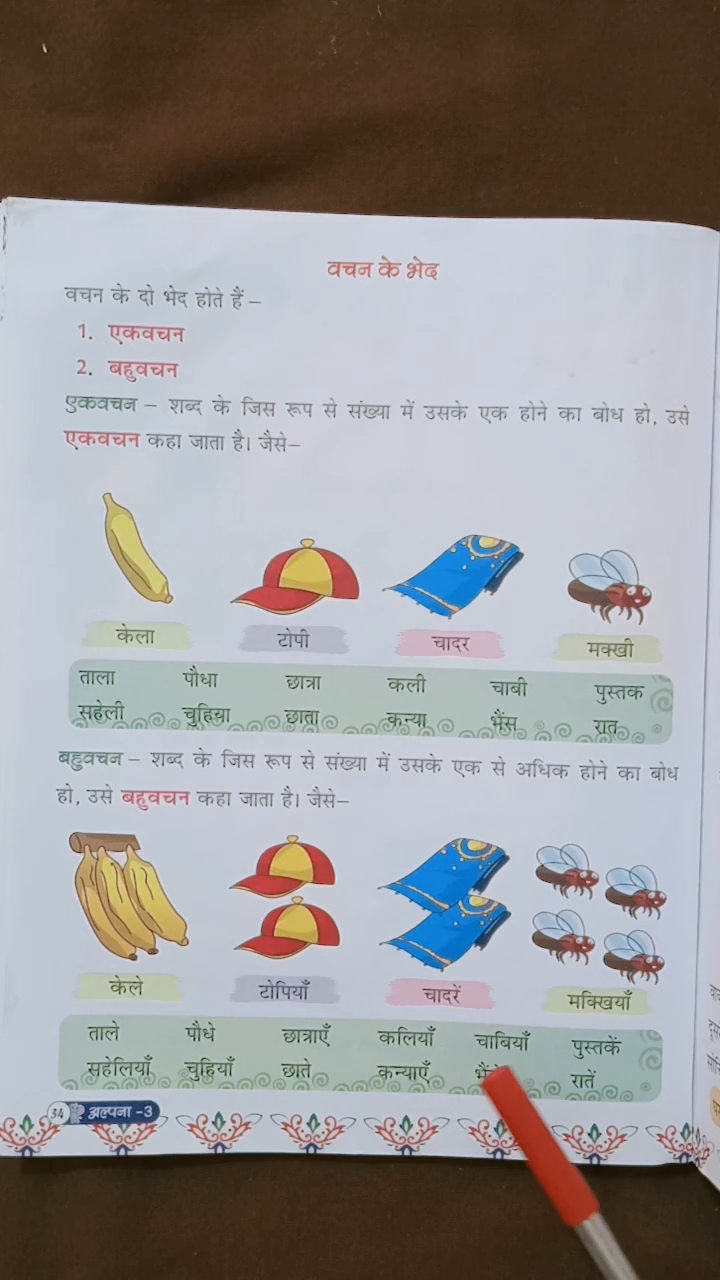 वचन के भेद
वचन के दो भेद होते हैं –
1. एकवचन
2. बहुवचन
एकवचन – शब्द के जिस रूप से संख्या में उसके एक होने का बोध हो, उसे
एकवचन कहा जाता है। जैसे–
केला टोपी चादर मक्खी
ताला पौधा छात्रा कली चाबी पुस्तक
सहेली चुहिया छाता कन्या भैंस रात
बहुवचन – शब्द के जिस रूप से संख्या में उसके एक से अधिक होने का बोध
हो, उसे बहुवचन कहा जाता है। जैसे–
केले टोपियाँ चादरें मक्खियाँ
ताले पौधे छात्राएँ कलियाँ चाबियाँ पुस्तकें
सहेलियाँ चुहियाँ छाते कन्याएँ रातें
34 अल्पना -3